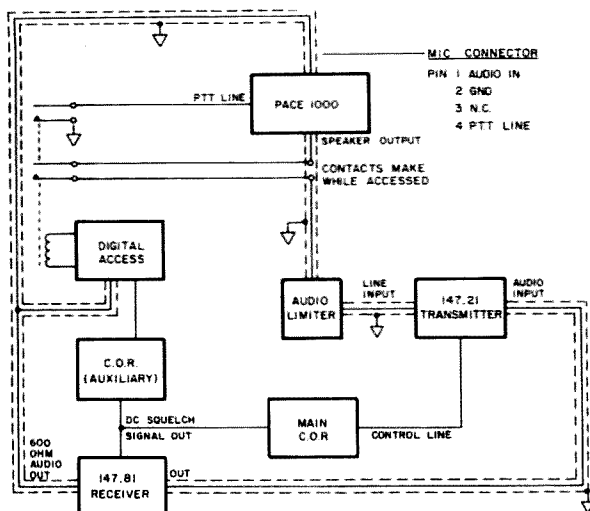 MIC CONNECTOR
PIN 1 AUDIO IN
2 GND
3 N.C.
4 PTT LINE
PTT LINE
PACE 1000
SPEAKER OUTPUT
CONTACTS MAKE
WHILE ACCESSED
DIGITAL
ACCESS
AUDIO
LIMITER
LINE
INPUT
147.21
TRANSMITTER
AUDIO
INPUT
C.O.R.
(AUXILIARY)
DC SQUELCH
SIGNAL OUT
MAIN
C.O.R
CONTROL LINE
600
OHM
AUDIO
OUT
147.81
RECEIVER
OUT